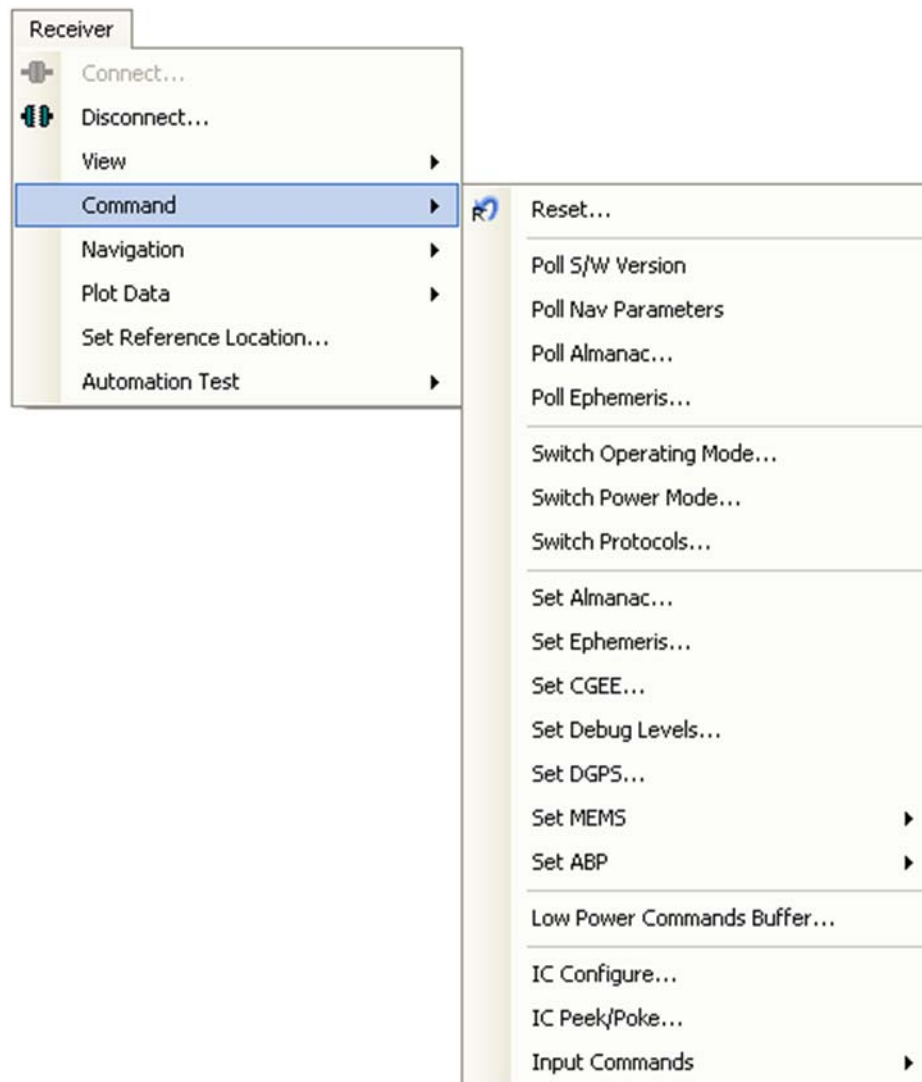 Receiver
Connect...
Disconnect...
View
Command
Navigation
Plot Data
Set Reference Location...
Automation Test
R
Reset...
Poll S/W Version
Poll Nav Parameters
Poll Almanac...
Poll Ephemeris...
Switch Operating Mode...
Switch Power Mode...
Switch Protocols...
Set Almanac...
Set Ephemeris...
Set CGEE...
Set Debug Levels...
Set DGPS...
Set MEMS
Set ABP
Low Power Commands Buffer...
IC Configure...
IC Peek/Poke...
Input Commands